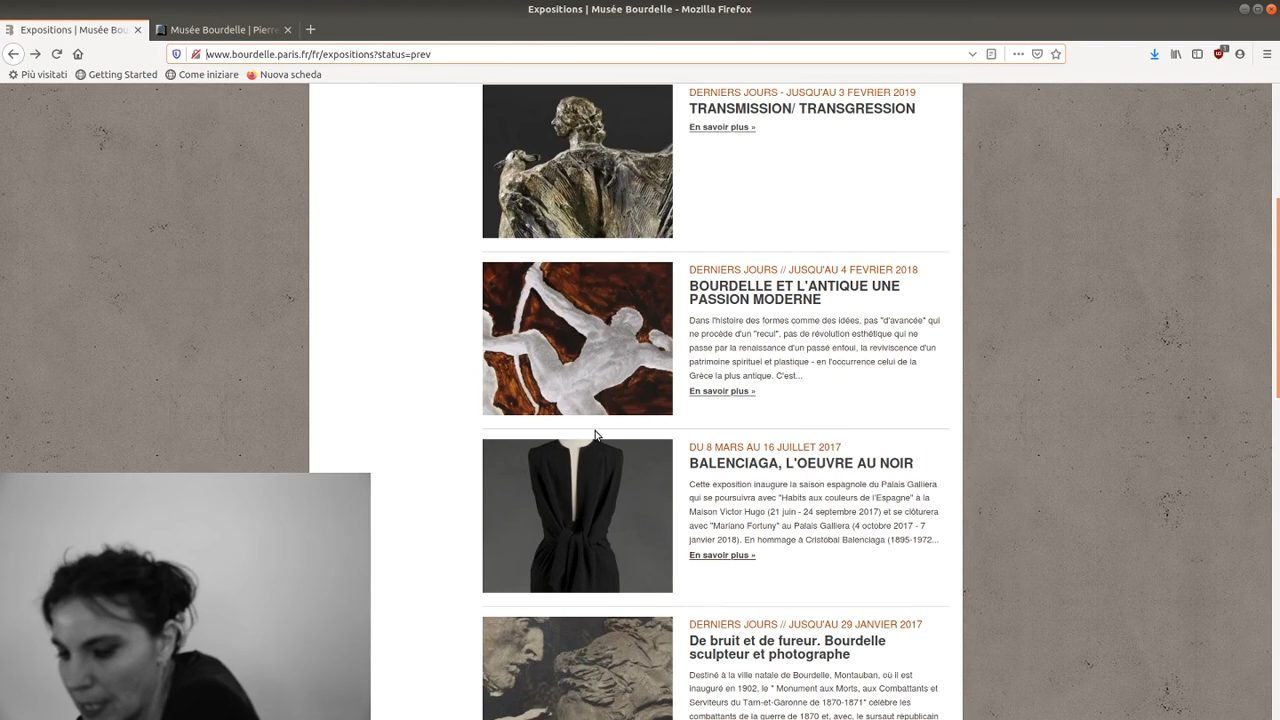 Expositions | Musée Bourdelle - Mozilla Firefox
Expositions | Musée Bou
Musée Bourdelle | Pierre
www.bourdelle.paris.fr/fr/expositions?status=prev
Più visitati
Getting Started
Come iniziare
Nuova scheda
DERNIERS JOURS - JUSQU'AU 3 FEVRIER 2019
TRANSMISSION/ TRANSGRESSION
En savoir plus »
DERNIERS JOURS // JUSQU'AU 4 FEVRIER 2018
BOURDELLE ET L'ANTIQUE UNE
PASSION MODERNE
Dans l'histoire des formes comme des idées, pas "d'avancée" qui
ne procède d'un "recul", pas de révolution esthétique qui ne
passe par la renaissance d'un passé enfoui, la reviviscence d'un
patrimoine spirituel et plastique - en l'occurrence celui de la
Grèce la plus antique. C'est...
En savoir plus »
DU 8 MARS AU 16 JUILLET 2017
BALENCIAGA, L'OEUVRE AU NOIR
Cette exposition inaugure la saison espagnole du Palais Galliera
qui se poursuivra avec "Habits aux couleurs de l'Espagne" à la
Maison Victor Hugo (21 juin - 24 septembre 2017) et se clôturera
avec "Mariano Fortuny" au Palais Galliera (4 octobre 2017 - 7
janvier 2018). En hommage à Cristóbal Balenciaga (1895-1972...
En savoir plus »
DERNIERS JOURS // JUSQU'AU 29 JANVIER 2017
De bruit et de fureur. Bourdelle
sculpteur et photographe
Destiné à la ville natale de Bourdelle, Montauban, où il est
inauguré en 1902, le " Monument aux Morts, aux Combattants et
Serviteurs du Tarn-et-Garonne de 1870-1871" célèbre les
combattants de la guerre de 1870 et, avec, le sursaut républicain